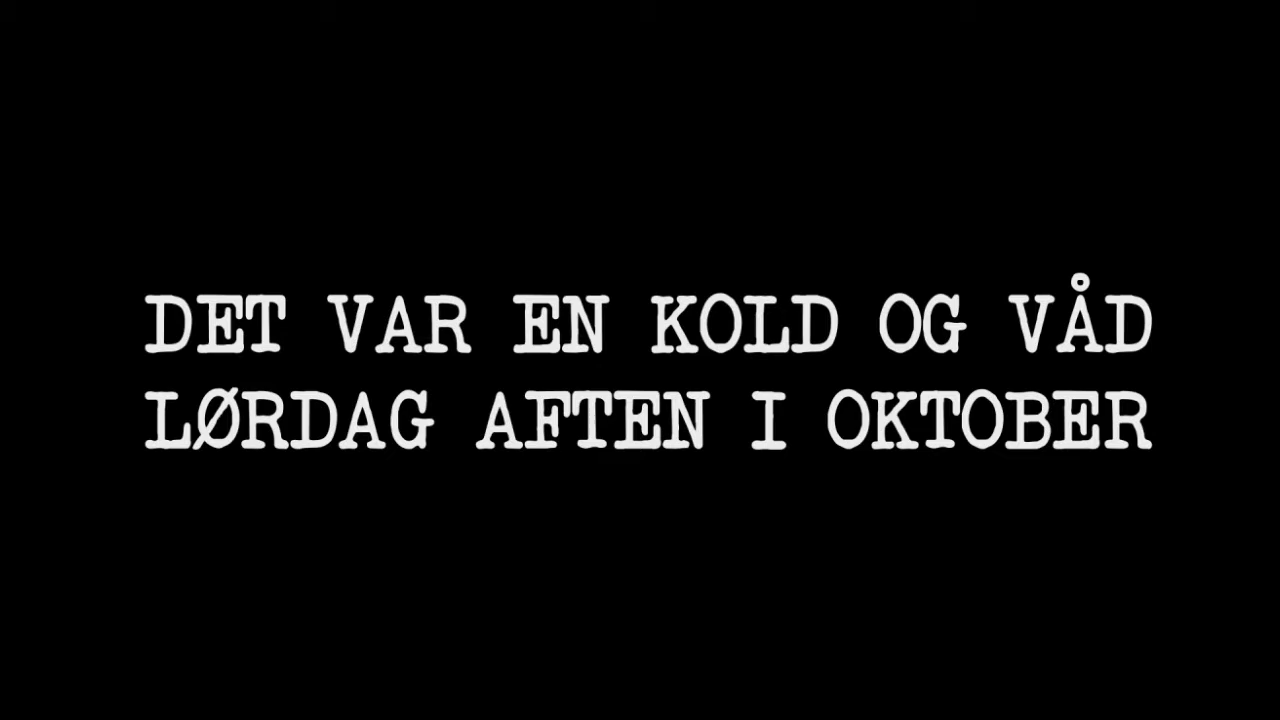 DET VAR EN KOLD OG VÅD
LØRDAG AFTEN I OKTOBER